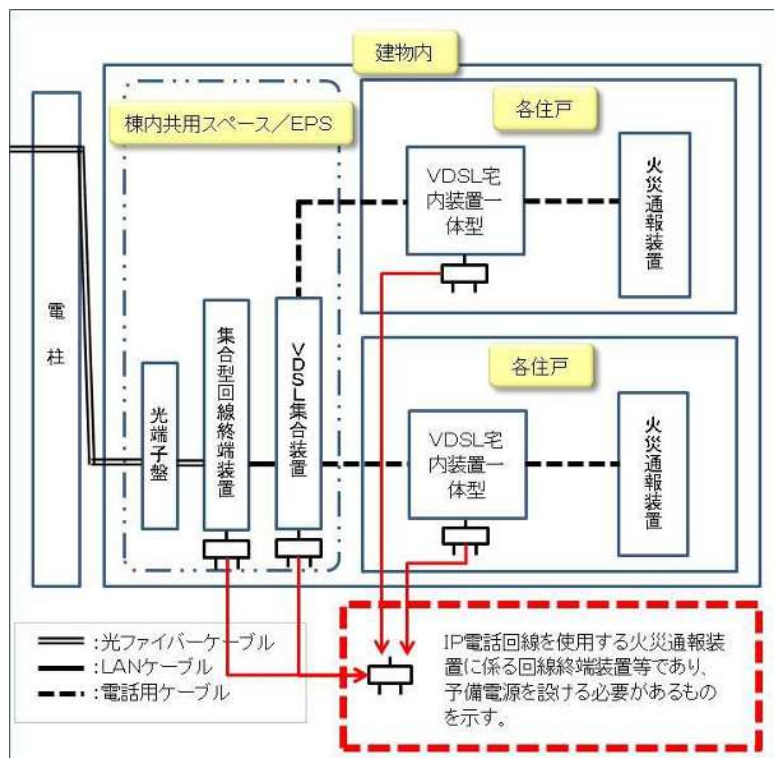 建物内
棟内共用スペース／EPS
各住戸
VDSL宅
内装置一
体型
火災通報装置
電柱
光端子盤
集合型回線終端装置
VDSL集合装置
各住戸
VDSL宅
内装置一
体型
火災通報装置
:光ファイバーケーブル
:LANケーブル
:電話用ケーブル
IP電話回線を使用する火災通報装
置に係る回線終端装置等であり、
予備電源を設ける必要があるもの
を示す。